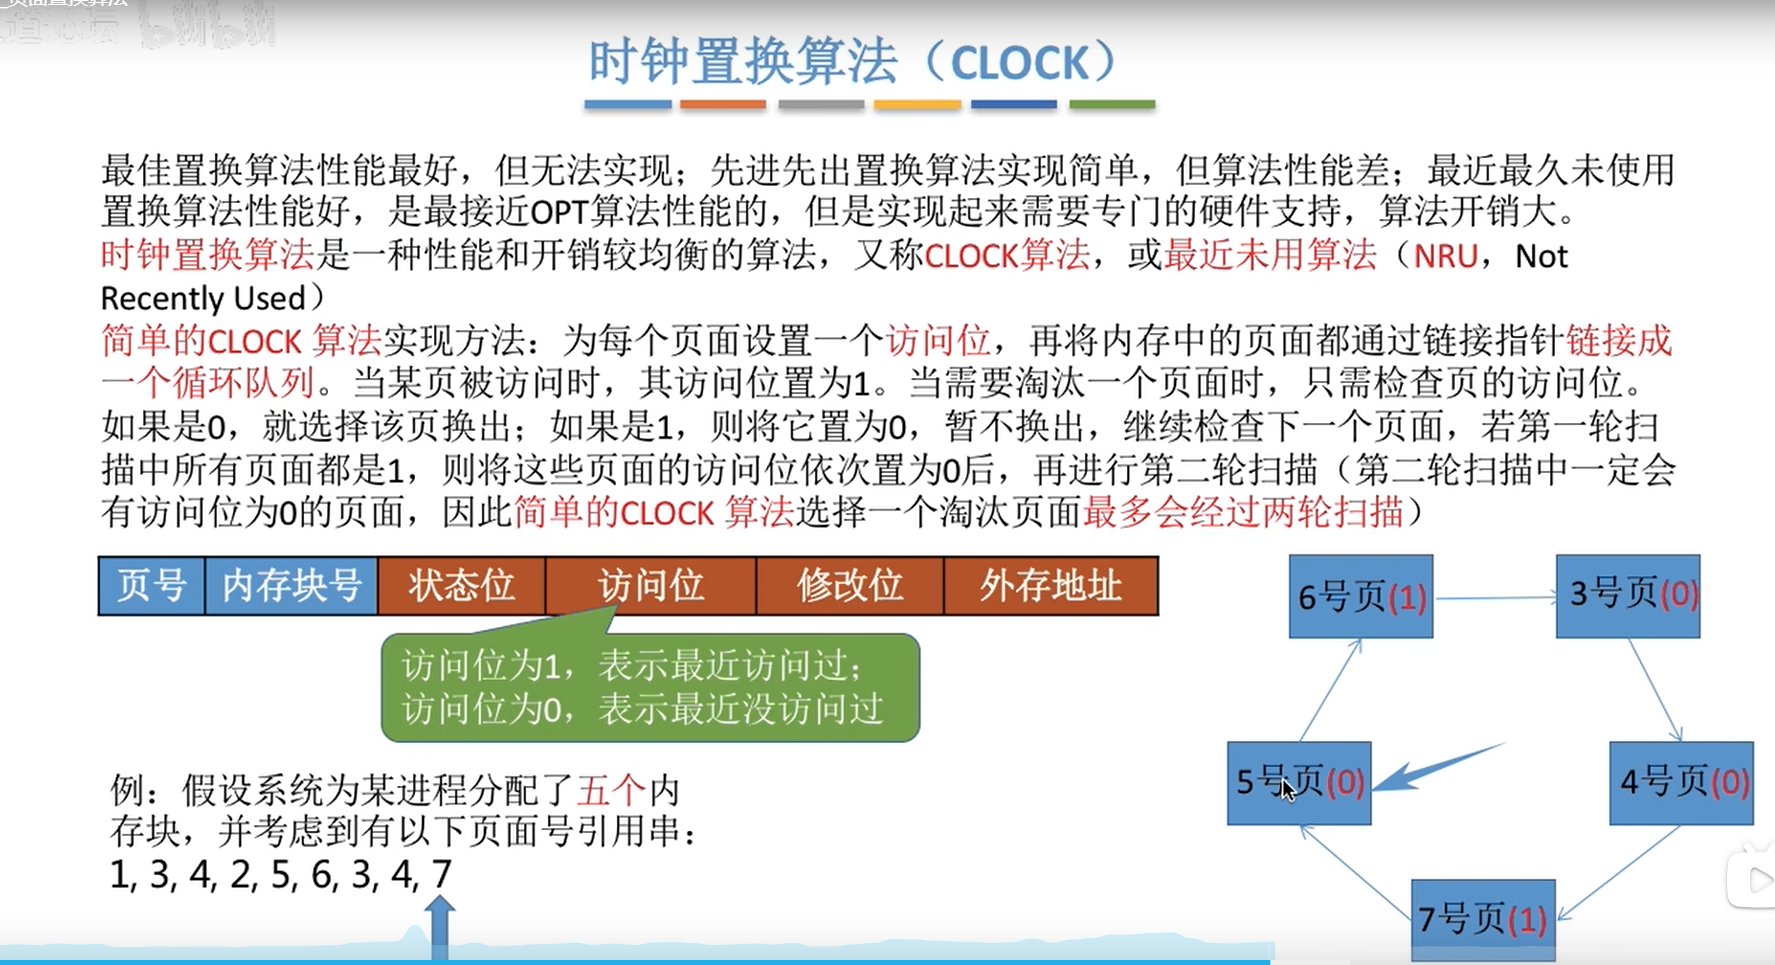 页面置换算法
bilibili
时钟置换算法（CLOCK）
最佳置换算法性能最好，但无法实现；先进先出置换算法实现简单，但算法性能差；最近最久未使用
置换算法性能好，是最接近OPT算法性能的，但是实现起来需要专门的硬件支持，算法开销大。
时钟置换算法是一种性能和开销较均衡的算法，又称CLOCK算法，或最近未用算法（NRU，Not
Recently Used）
简单的CLOCK 算法实现方法：为每个页面设置一个访问位，再将内存中的页面都通过链接指针链接成
一个循环队列。当某页被访问时，其访问位置为1。当需要淘汰一个页面时，只需检查页的访问位。
如果是0，就选择该页换出；如果是1，则将它置为0，暂不换出，继续检查下一个页面，若第一轮扫
描中所有页面都是1，则将这些页面的访问位依次置为0后，再进行第二轮扫描（第二轮扫描中一定会
有访问位为0的页面，因此简单的CLOCK 算法选择一个淘汰页面最多会经过两轮扫描）
页号 内存块号 状态位 访问位 修改位 外存地址
访问位为1，表示最近访问过；
访问位为0，表示最近没访问过
例：假设系统为某进程分配了五个内
存块，并考虑到有以下页面号引用串：
1, 3, 4, 2, 5, 6, 3, 4, 7
6号页(1)
3号页(0)
5号页(0)
4号页(0)
7号页(1)